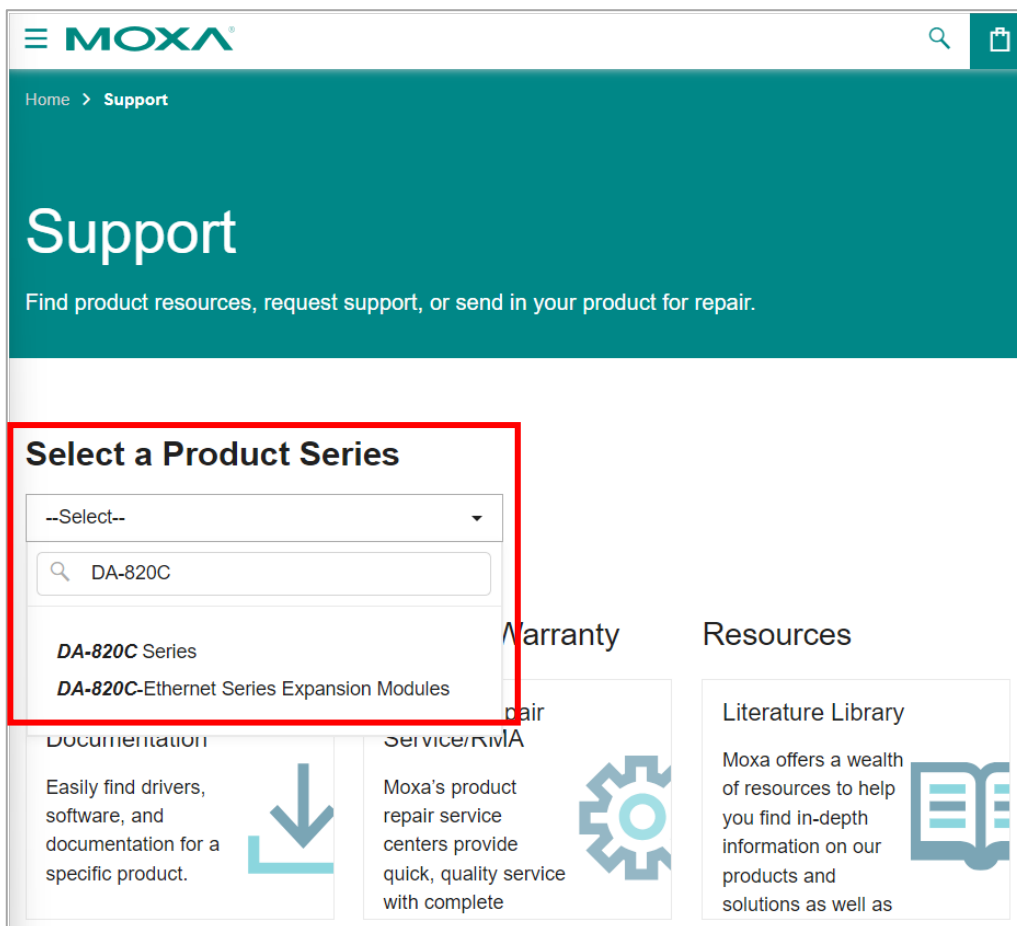 MOXA®
Home > Support
Support
Find product resources, request support, or send in your product for repair.
Select a Product Series
--Select--
DA-820C
DA-820C Series
DA-820C-Ethernet Series Expansion Modules
Warranty
Resources
Documentation
Easily find drivers,
software, and
documentation for a
specific product.
pair
Service/RMA
Moxa's product
repair service
centers provide
quick, quality service
with complete
Literature Library
Moxa offers a wealth
of resources to help
you find in-depth
information on our
products and
solutions as well as